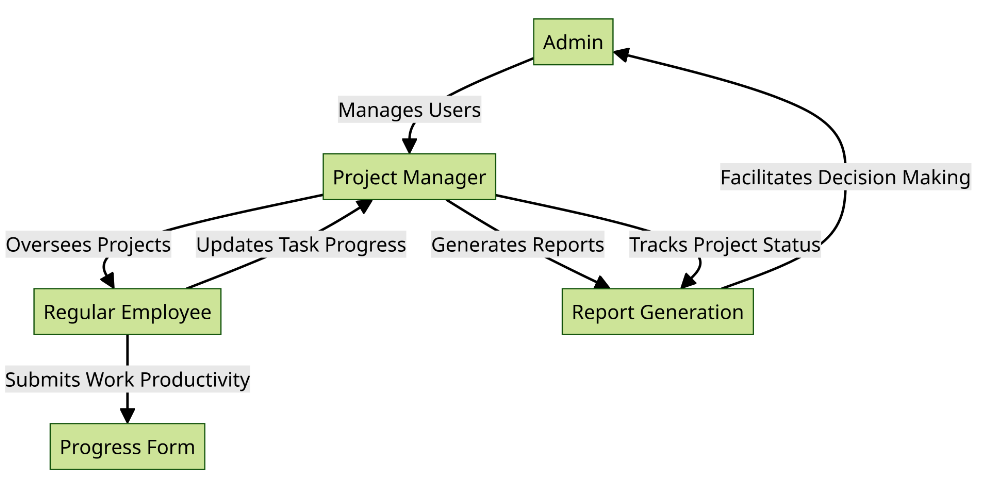 Admin
Manages Users
Project Manager
Facilitates Decision Making
Oversees Projects
Updates Task Progress
Generates Reports
Tracks Project Status
Regular Employee
Report Generation
Submits Work Productivity
Progress Form